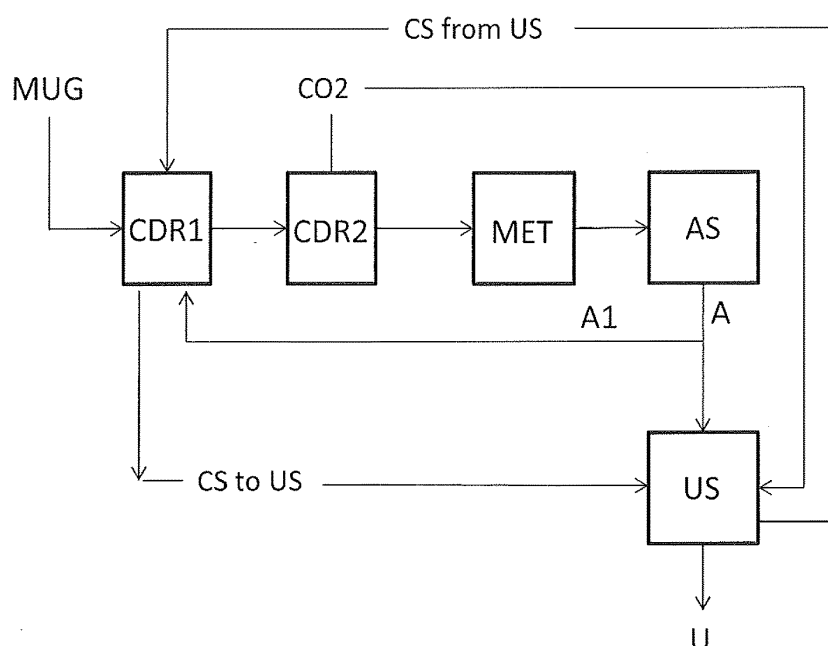 CS from US
MUG
CO2
CDR1
CDR2
MET
AS
A1
A
CS to US
US
U